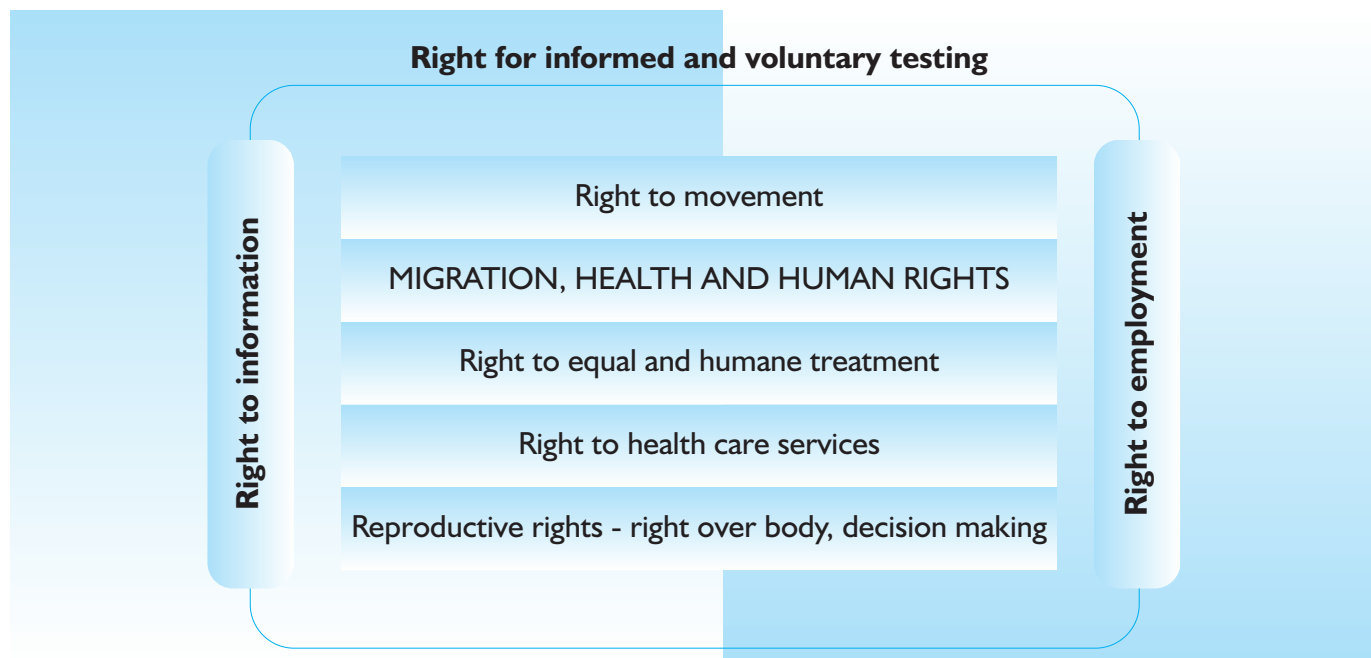 Right for informed and voluntary testing
Right to information
Right to movement
MIGRATION, HEALTH AND HUMAN RIGHTS
Right to equal and humane treatment
Right to health care services
Reproductive rights - right over body, decision making
Right to employment